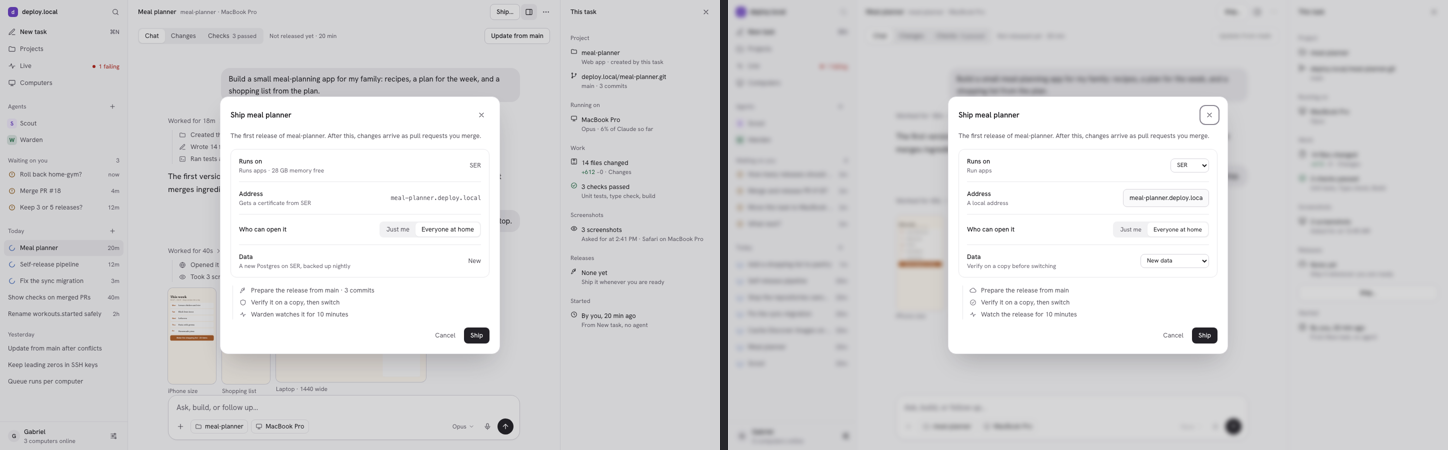 deploy.local
New task ⌘N
Projects
Live 1 failing
Computers
Agents
Scout
W Warden
Waiting on you 3
Roll back home-gym? now
Merge PR #18 4m
Keep 3 or 5 releases? 12m
Today
Meal planner 20m
Self-release pipeline 12m
Fix the sync migration 3m
Show checks on merged PRs 40m
Rename workouts.started safely 2h
Yesterday
Update from main after conflicts
Keep leading zeros in SSH keys
Queue runs per computer
G Gabriel
3 computers online
Meal planner meal-planner · MacBook Pro
Ship...
Chat Changes Checks 3 passed Not released yet · 20 min
Update from main
Build a small meal-planning app for my family: recipes, a plan for the week, and a
shopping list from the plan.
Worked for 18m
Created
Wrote 14
Ran tests
The first
merges
Worked for 40s
Opened it
Took 3
iPhone size
Shopping list
Laptop · 1440 wide
Ask, build, or follow up...
meal-planner MacBook Pro
Opus
Ship meal planner
The first release of meal-planner. After this, changes arrive as pull requests you merge.
Runs on SER
Runs apps · 28 GB memory free
Address meal-planner.deploy.local
Gets a certificate from SER
Who can open it Just me Everyone at home
Data New
A new Postgres on SER, backed up nightly
Prepare the release from main · 3 commits
Verify it on a copy, then switch
Warden watches it for 10 minutes
Cancel Ship
This task
Project
meal-planner
Web app · created by this task
deploy.local/meal-planner.git
main · 3 commits
Running on
MacBook Pro
Opus · 6% of Claude so far
Work
14 files changed
+612 −0 · Changes
3 checks passed
Unit tests, type check, build
Screenshots
3 screenshots
Asked for at 2:41 PM · Safari on MacBook Pro
Releases
None yet
Ship it whenever you are ready
Started
By you, 20 min ago
From New task, no agent
Ship meal planner
The first release of meal-planner. After this, changes arrive as pull requests you merge.
Runs on SER
Run apps
Address meal-planner.deploy.loca
A local address
Who can open it Just me Everyone at home
Data New data
Verify on a copy before switching
Prepare the release from main
Verify it on a copy, then switch
Watch the release for 10 minutes
Cancel Ship